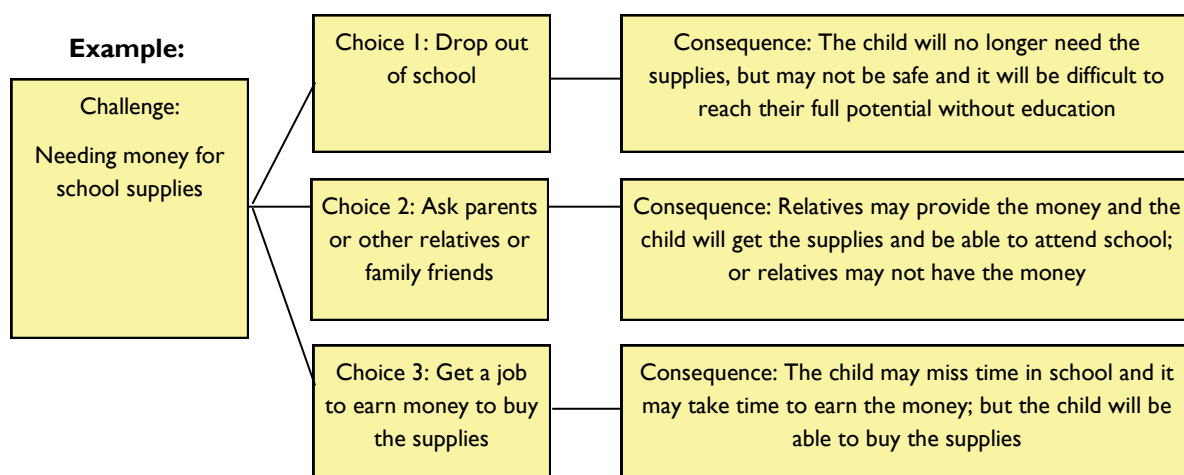 Example:
Challenge:
Needing money for
school supplies
Choice 1: Drop out
of school
Consequence: The child will no longer need the
supplies, but may not be safe and it will be difficult to
reach their full potential without education
Choice 2: Ask parents
or other relatives or
family friends
Consequence: Relatives may provide the money and the
child will get the supplies and be able to attend school;
or relatives may not have the money
Choice 3: Get a job
to earn money to buy
the supplies
Consequence: The child may miss time in school and it
may take time to earn the money; but the child will be
able to buy the supplies